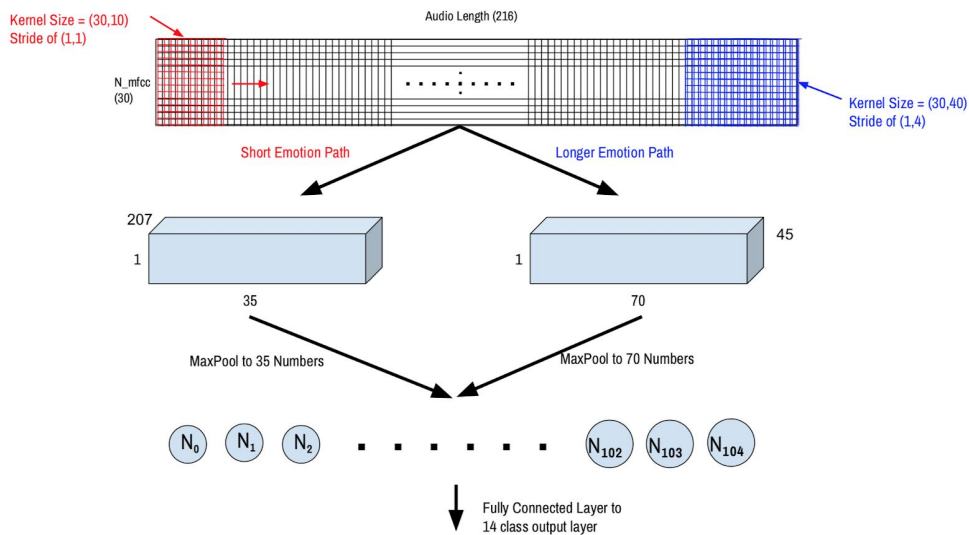 Kernel Size = (30,10)
Stride of (1,1)
Audio Length (216)
N_mfcc
(30)
Kernel Size = (30,40)
Stride of (1,4)
Short Emotion Path
Longer Emotion Path
207
1
35
45
1
70
MaxPool to 35 Numbers
MaxPool to 70 Numbers
N₀ N₁ N₂ . . . . . . N₁₀₂ N₁₀₃ N₁₀₄
Fully Connected Layer to
14 class output layer